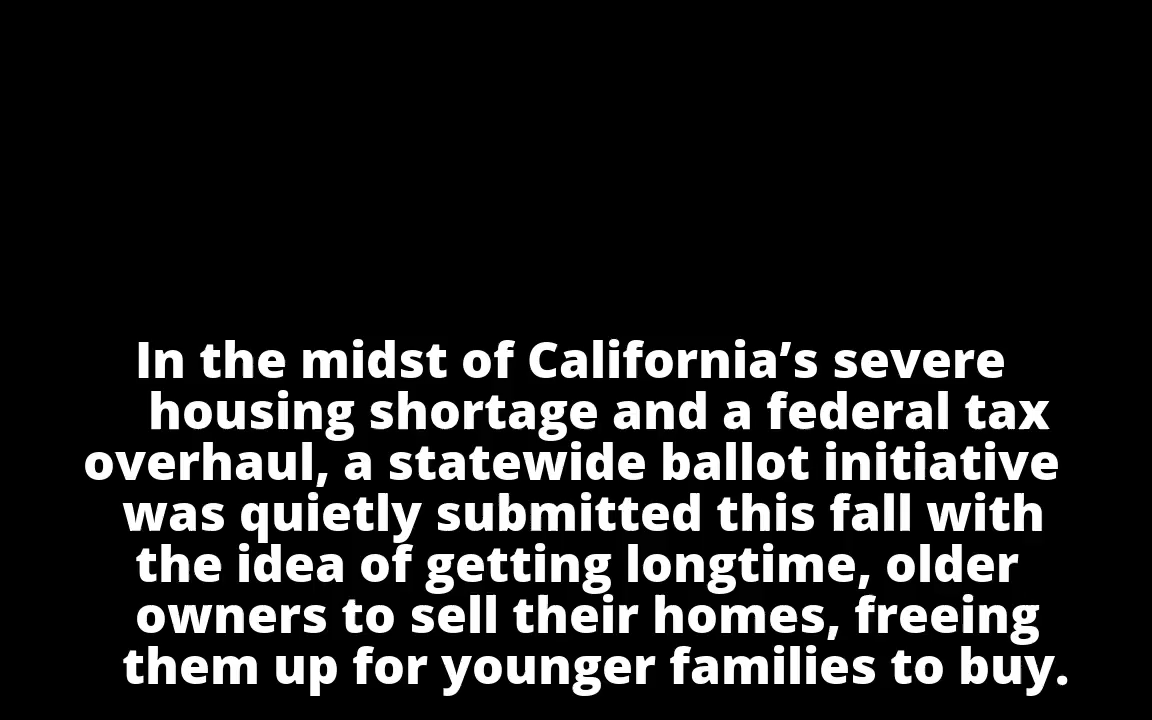 In the midst of California’s severe
housing shortage and a federal tax
overhaul, a statewide ballot initiative
was quietly submitted this fall with
the idea of getting longtime, older
owners to sell their homes, freeing
them up for younger families to buy.